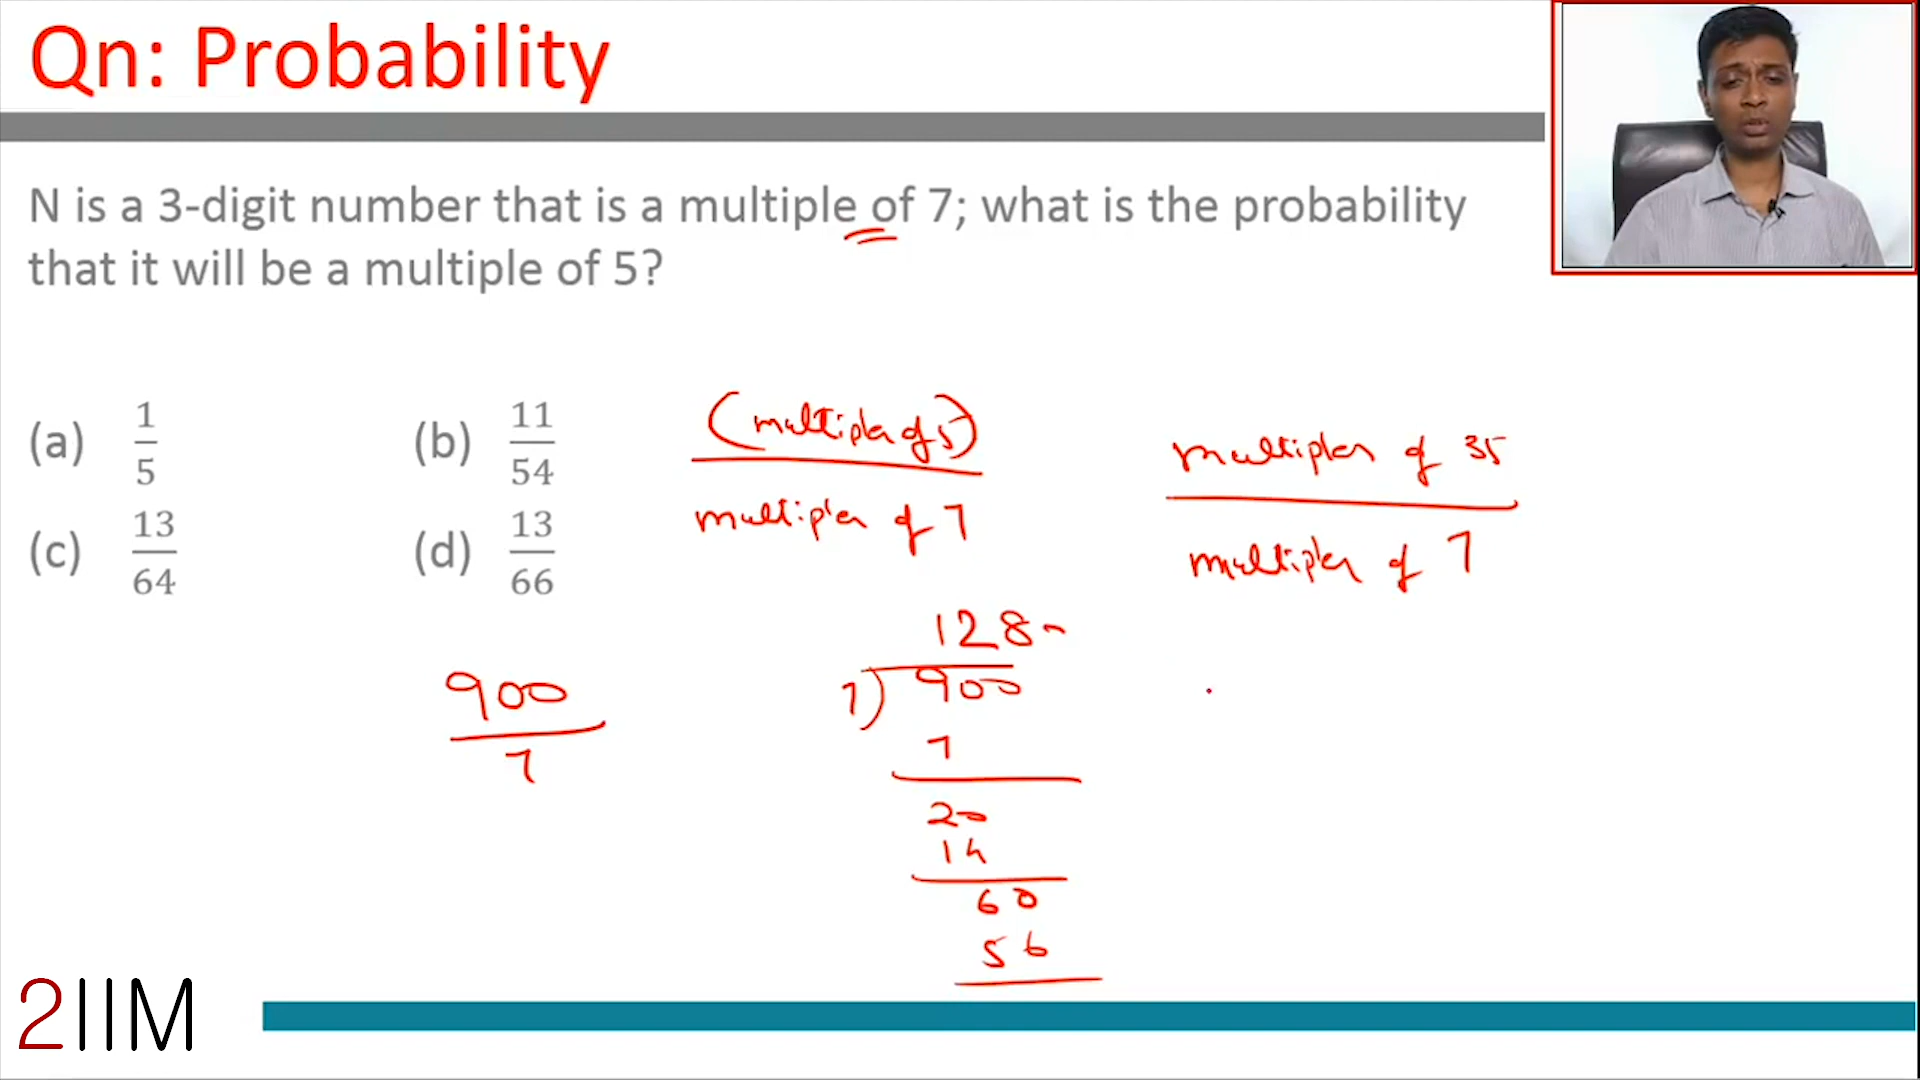 Qn: Probability
N is a 3-digit number that is a multiple of 7; what is the probability
that it will be a multiple of 5?
(a) 1/5 (b) 11/54
(c) 13/64 (d) 13/66
(multiples of 5)
multiples of 7
multiples of 35
multiples of 7
900
7
128
7) 900
7
20
14
60
56
2IIM